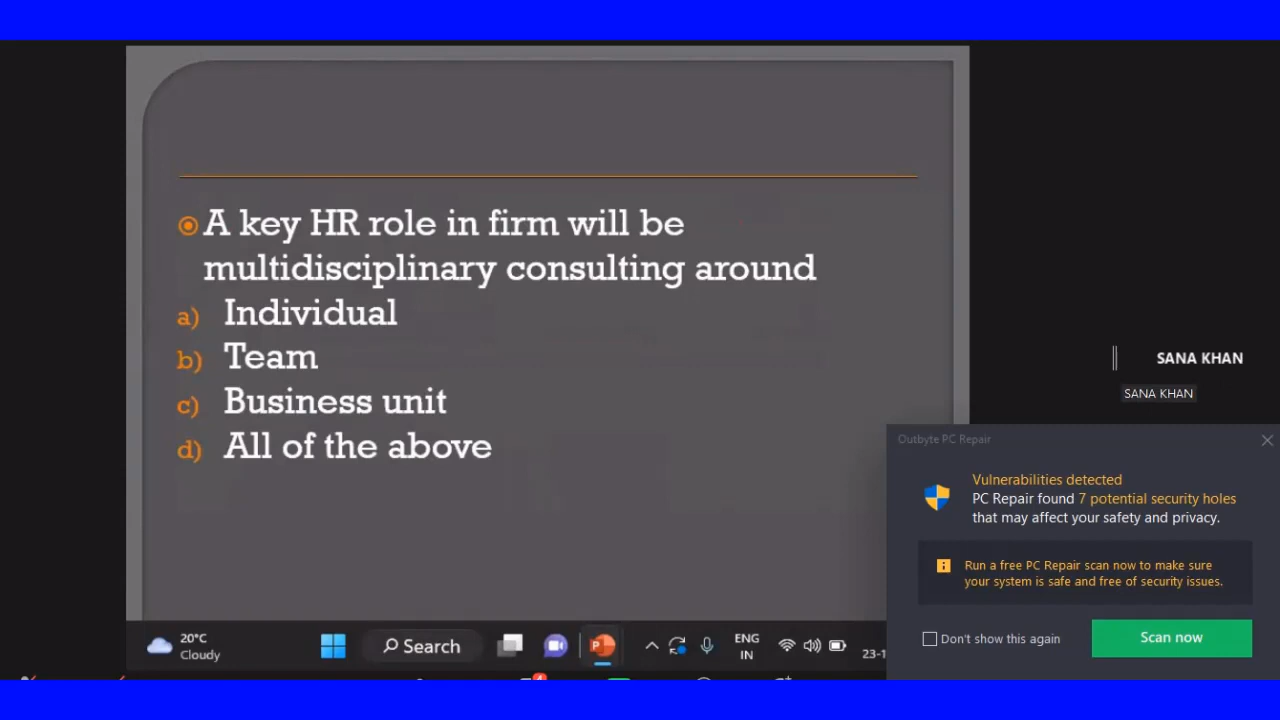 A key HR role in firm will be
multidisciplinary consulting around
a) Individual
b) Team
c) Business unit
d) All of the above
SANA KHAN
SANA KHAN
Outbyte PC Repair
Vulnerabilities detected
PC Repair found 7 potential security holes
that may affect your safety and privacy.
Run a free PC Repair scan now to make sure
your system is safe and free of security issues.
Don't show this again
Scan now
20°C
Cloudy
Search
ENG
IN
23-1
4